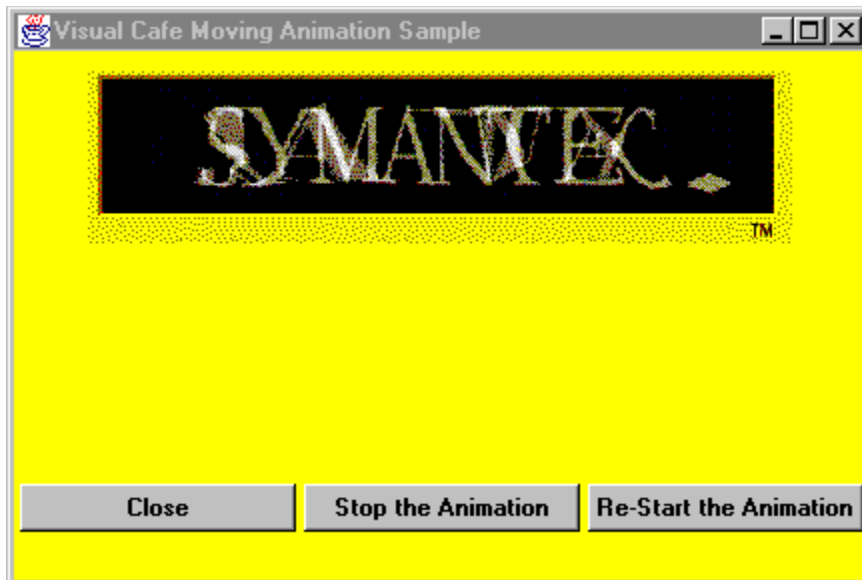 Visual Cafe Moving Animation Sample
SYMANTEC.
TM
Close Stop the Animation Re-Start the Animation